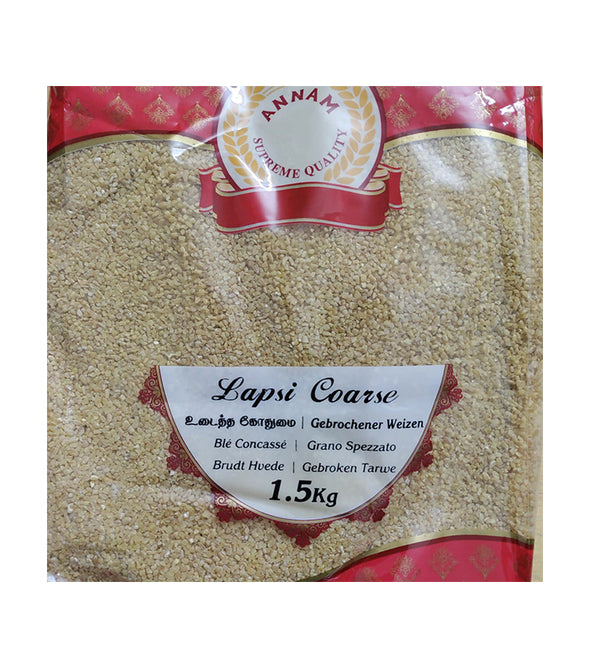 ANNAM
SUPREME QUALITY
Lapsi Coarse
உடைந்த கோதுமை | Gebrochener Weizen
Blé Concassé | Grano Spezzato
Brudt Hvede | Gebroken Tarwe
1.5Kg